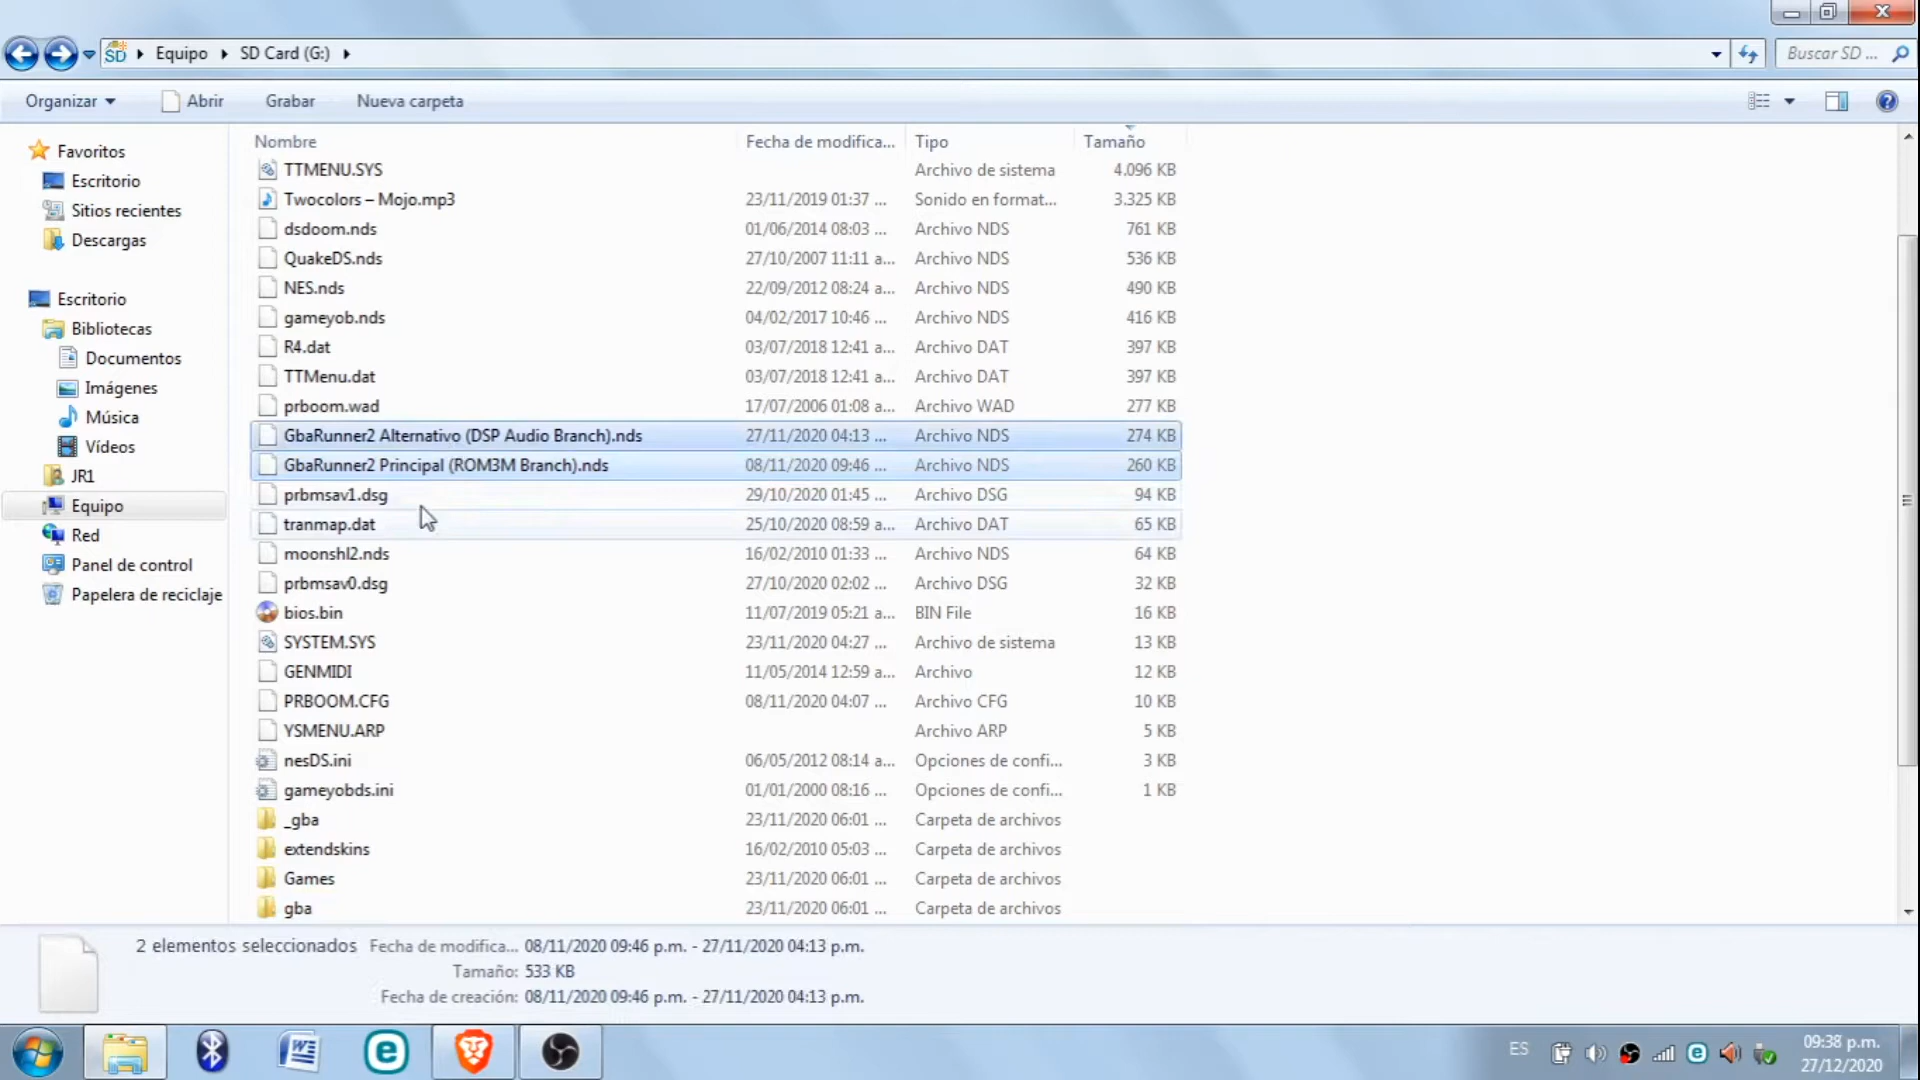 SD Equipo SD Card (G:) Buscar SD ...
Organizar Abrir Grabar Nueva carpeta
Favoritos
Escritorio
Sitios recientes
Descargas
Escritorio
Bibliotecas
Documentos
Imágenes
Música
Vídeos
JR1
Equipo
Red
Panel de control
Papelera de reciclaje
Nombre Fecha de modifica... Tipo Tamaño
TTMENU.SYS Archivo de sistema 4.096 KB
Twocolors – Mojo.mp3 23/11/2019 01:37 ... Sonido en format... 3.325 KB
dsdoom.nds 01/06/2014 08:03 ... Archivo NDS 761 KB
QuakeDS.nds 27/10/2007 11:11 a... Archivo NDS 536 KB
NES.nds 22/09/2012 08:24 a... Archivo NDS 490 KB
gameyob.nds 04/02/2017 10:46 ... Archivo NDS 416 KB
R4.dat 03/07/2018 12:41 a... Archivo DAT 397 KB
TTMenu.dat 03/07/2018 12:41 a... Archivo DAT 397 KB
prboom.wad 17/07/2006 01:08 a... Archivo WAD 277 KB
GbaRunner2 Alternativo (DSP Audio Branch).nds 27/11/2020 04:13 ... Archivo NDS 274 KB
GbaRunner2 Principal (ROM3M Branch).nds 08/11/2020 09:46 ... Archivo NDS 260 KB
prbmsav1.dsg 29/10/2020 01:45 ... Archivo DSG 94 KB
tranmap.dat 25/10/2020 08:59 ... Archivo DAT 65 KB
moonshl2.nds 16/02/2010 01:33 ... Archivo NDS 64 KB
prbmsav0.dsg 27/10/2020 02:02 ... Archivo DSG 32 KB
bios.bin 11/07/2019 05:21 a... BIN File 16 KB
SYSTEM.SYS 23/11/2020 04:27 ... Archivo de sistema 13 KB
GENMIDI 11/05/2014 12:59 a... Archivo 12 KB
PRBOOM.CFG 08/11/2020 04:07 ... Archivo CFG 10 KB
YSMENU.ARP Archivo ARP 5 KB
nesDS.ini 06/05/2012 08:14 a... Opciones de confi... 3 KB
gameyobds.ini 01/01/2000 08:16 ... Opciones de confi... 1 KB
_gba 23/11/2020 06:01 ... Carpeta de archivos
extendskins 16/02/2010 05:03 ... Carpeta de archivos
Games 23/11/2020 06:01 ... Carpeta de archivos
gba 23/11/2020 06:01 ... Carpeta de archivos
2 elementos seleccionados Fecha de modifica... 08/11/2020 09:46 p.m. - 27/11/2020 04:13 p.m.
Tamaño: 533 KB
Fecha de creación: 08/11/2020 09:46 p.m. - 27/11/2020 04:13 p.m.
ES 09:38 p.m.
27/12/2020